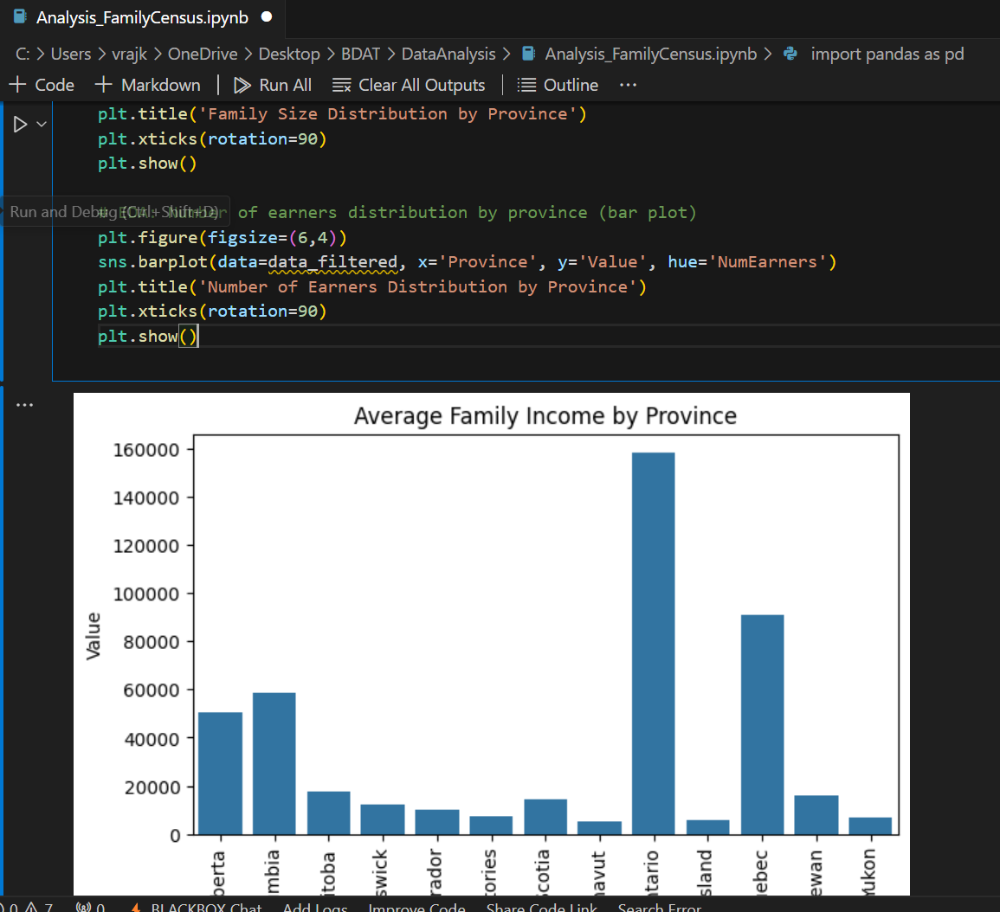 Analysis_FamilyCensus.ipynb
C: > Users > vrajk > OneDrive > Desktop > BDAT > DataAnalysis > Analysis_FamilyCensus.ipynb > import pandas as pd
+ Code + Markdown | Run All Clear All Outputs | Outline ...
plt.title('Family Size Distribution by Province')
plt.xticks(rotation=90)
plt.show()
Run and Debug (Ctrl+Shift+D) of earners distribution by province (bar plot)
plt.figure(figsize=(6,4))
sns.barplot(data=data_filtered, x='Province', y='Value', hue='NumEarners')
plt.title('Number of Earners Distribution by Province')
plt.xticks(rotation=90)
plt.show()
...
Average Family Income by Province
160000
140000
120000
100000
80000
60000
40000
20000
0
Value
berta
mbia
itoba
swick
rador
tories
cotia
navut
ntario
sland
uebec
ewan
Yukon
0 7 0 BLACKBOX Chat Add Logs Improve Code Share Code Link Search Error